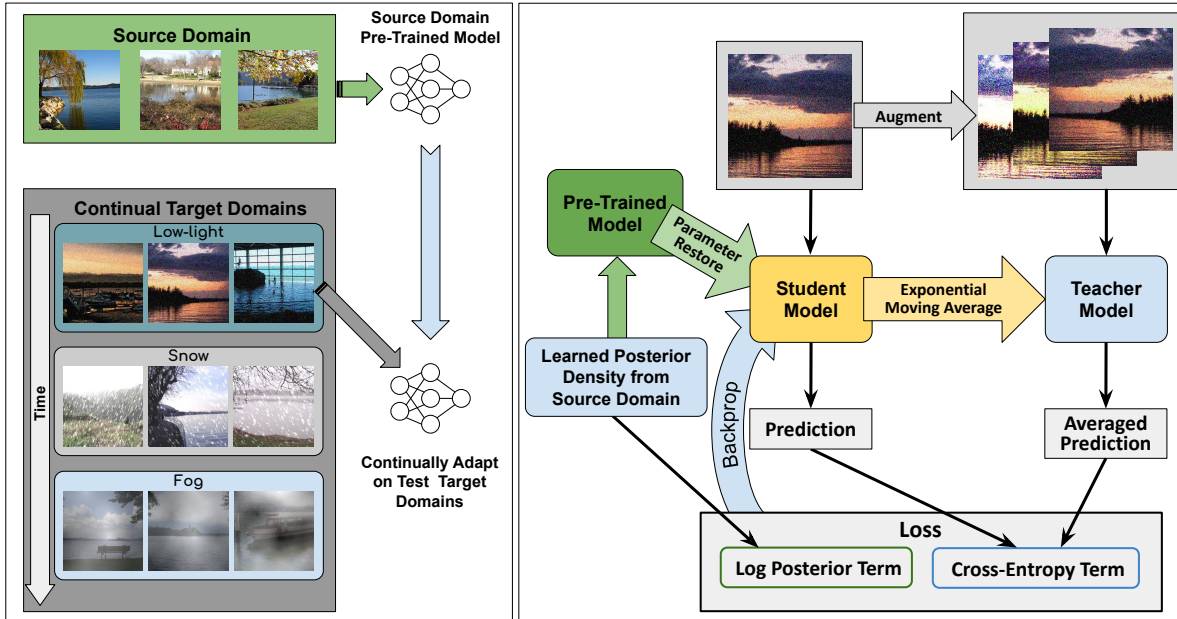 Source Domain
Source Domain
Pre-Trained Model
Continual Target Domains
Low-light
Snow
Fog
Time
Continually Adapt
on Test Target
Domains
Augment
Pre-Trained
Model
Parameter
Restore
Student
Model
Exponential
Moving Average
Teacher
Model
Learned Posterior
Density from
Source Domain
Backprop
Prediction
Averaged
Prediction
Loss
Log Posterior Term
Cross-Entropy Term